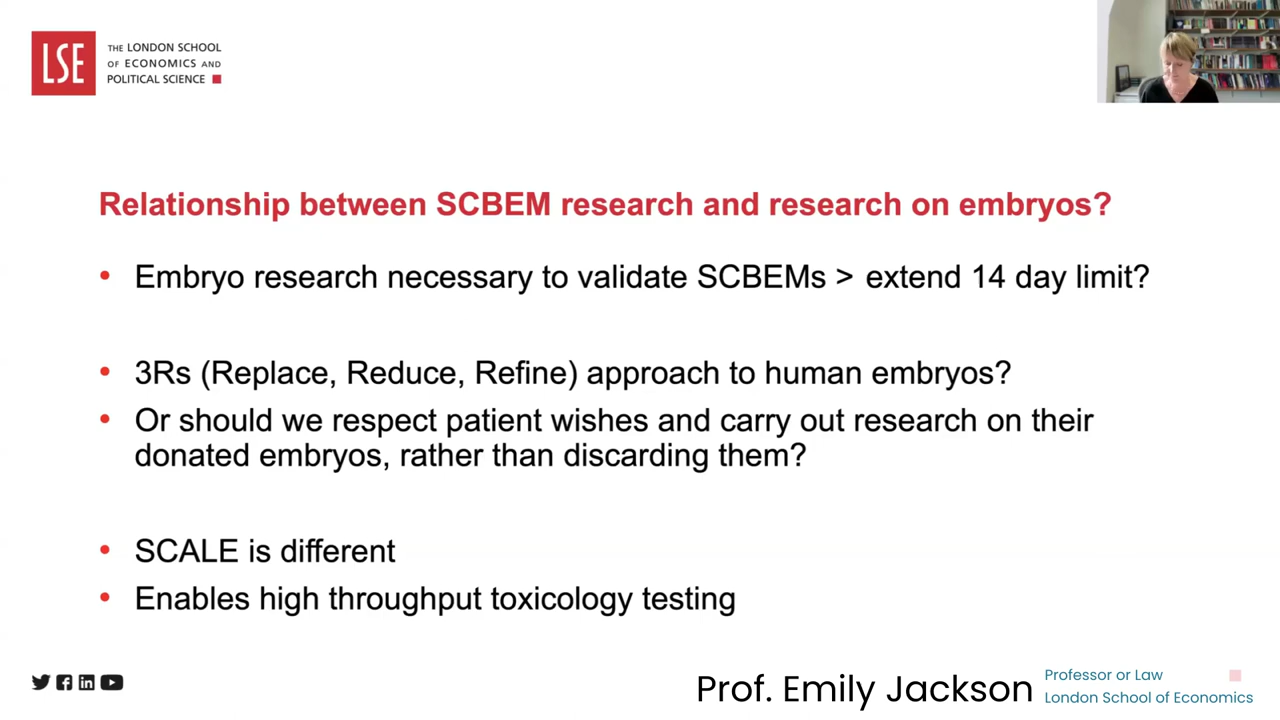 LSE
THE LONDON SCHOOL
OF ECONOMICS AND
POLITICAL SCIENCE
Relationship between SCBEM research and research on embryos?
• Embryo research necessary to validate SCBEMs > extend 14 day limit?
• 3Rs (Replace, Reduce, Refine) approach to human embryos?
• Or should we respect patient wishes and carry out research on their
donated embryos, rather than discarding them?
• SCALE is different
• Enables high throughput toxicology testing
Prof. Emily Jackson
Professor or Law
London School of Economics